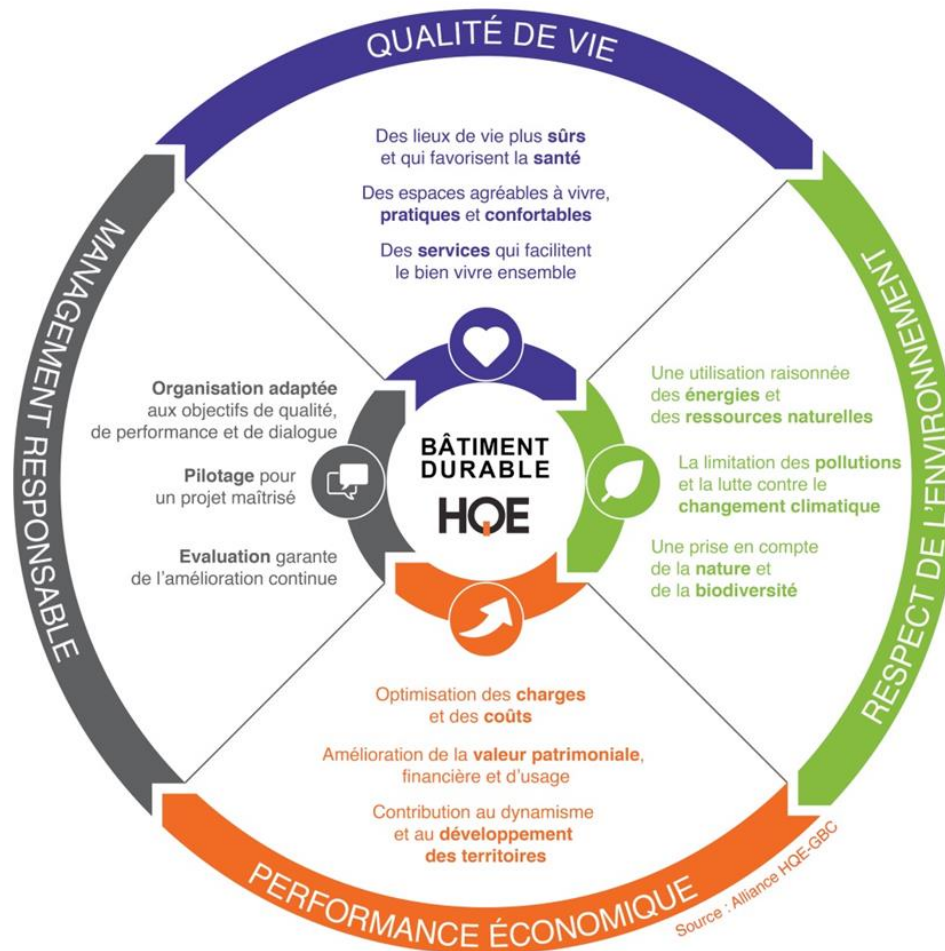 QUALITÉ DE VIE
Des lieux de vie plus sûrs
et qui favorisent la santé
Des espaces agréables à vivre,
pratiques et confortables
Des services qui facilitent
le bien vivre ensemble
MANAGEMENT RESPONSABLE
Organisation adaptée
aux objectifs de qualité,
de performance et de dialogue
Pilotage pour
un projet maîtrisé
Evaluation garante
de l'amélioration continue
BÂTIMENT
DURABLE
HQE
Une utilisation raisonnée
des énergies et
des ressources naturelles
La limitation des pollutions
et la lutte contre le
changement climatique
Une prise en compte
de la nature et
de la biodiversité
RESPECT DE L'ENVIRONNEMENT
Optimisation des charges
et des coûts
Amélioration de la valeur patrimoniale,
financière et d'usage
Contribution au dynamisme
et au développement
des territoires
PERFORMANCE ÉCONOMIQUE
Source : Alliance HQE-GBC